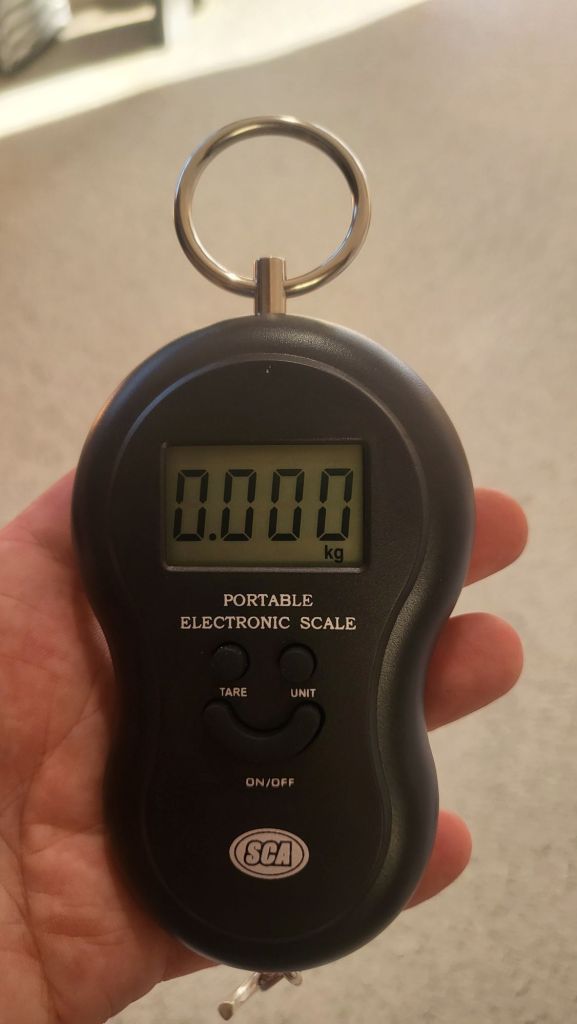 0.000
kg
PORTABLE
ELECTRONIC SCALE
TARE UNIT
ON/OFF
SCA